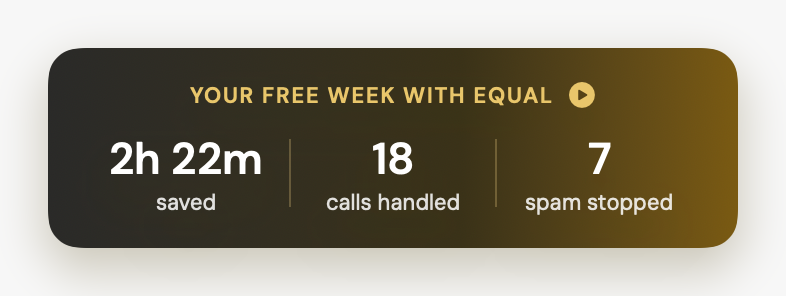 YOUR FREE WEEK WITH EQUAL
2h 22m 18 7
saved calls handled spam stopped